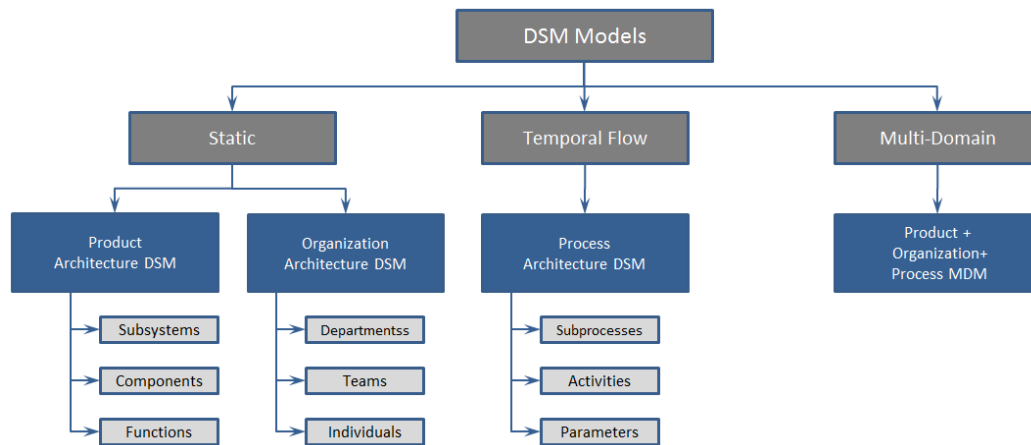 DSM Models
Static
Temporal Flow
Multi-Domain
Product
Architecture DSM
Organization
Architecture DSM
Process
Architecture DSM
Product +
Organization+
Process MDM
Subsystems
Components
Functions
Departmentss
Teams
Individuals
Subprocesses
Activities
Parameters